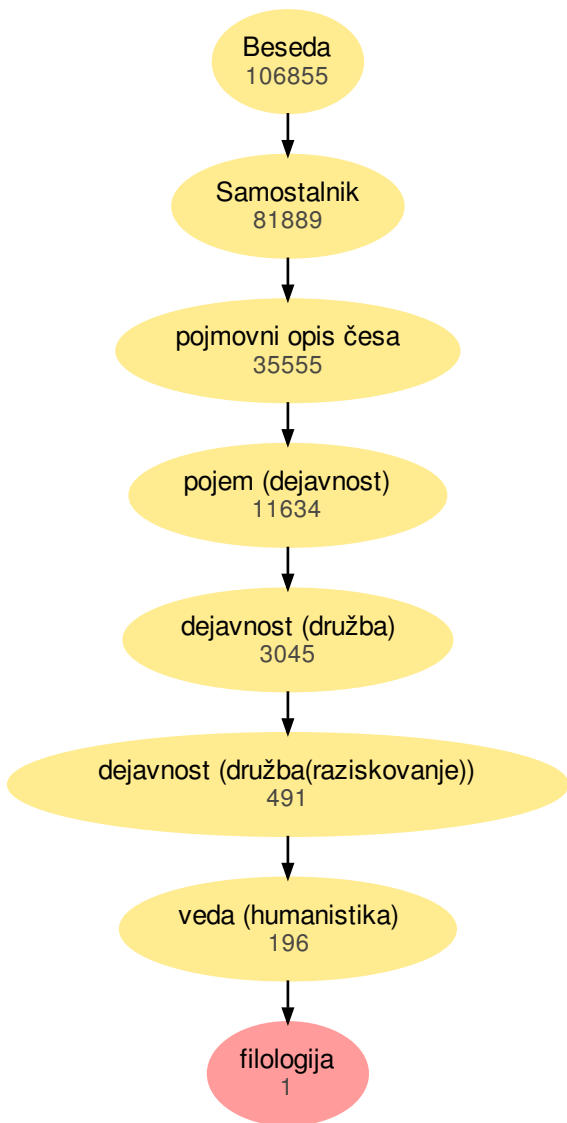 Beseda
106855
Samostalnik
81889
pojmovni opis česa
35555
pojem (dejavnost)
11634
dejavnost (družba)
3045
dejavnost (družba(raziskovanje))
491
veda (humanistika)
196
filologija
1